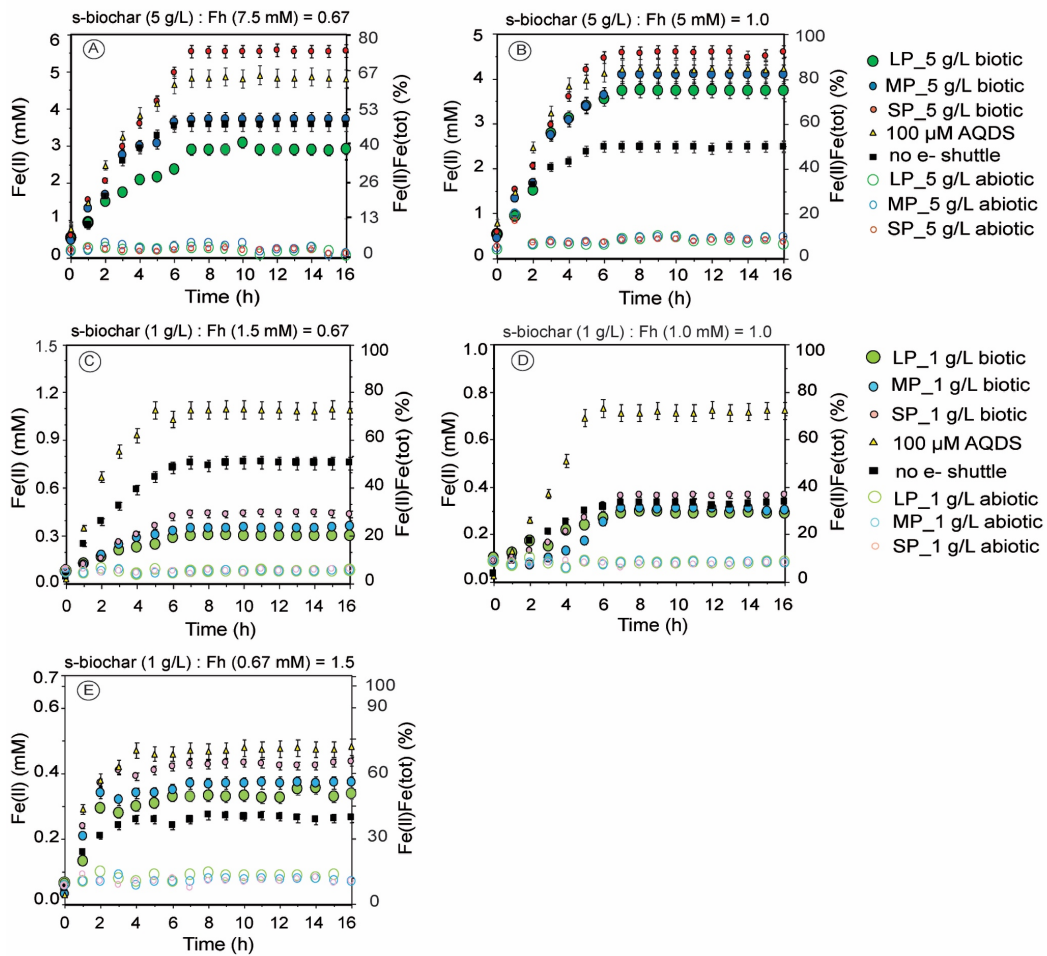 s-biochar (5 g/L) : Fh (7.5 mM) = 0.67
A
Fe(II) (mM)
6
5
4
3
2
1
0
80
67
53
40
26
13
0
Fe(II)Fe(tot) (%)
0 2 4 6 8 10 12 14 16
Time (h)
s-biochar (5 g/L) : Fh (5 mM) = 1.0
B
Fe(II) (mM)
5
4
3
2
1
0
100
80
60
40
20
0
Fe(II)Fe(tot) (%)
0 2 4 6 8 10 12 14 16
Time (h)
LP_5 g/L biotic
MP_5 g/L biotic
SP_5 g/L biotic
100 µM AQDS
no e- shuttle
LP_5 g/L abiotic
MP_5 g/L abiotic
SP_5 g/L abiotic
s-biochar (1 g/L) : Fh (1.5 mM) = 0.67
C
Fe(II) (mM)
1.5
1.2
0.9
0.6
0.3
0.0
100
80
60
40
20
0
Fe(II)Fe(tot) (%)
0 2 4 6 8 10 12 14 16
Time (h)
s-biochar (1 g/L) : Fh (1.0 mM) = 1.0
D
Fe(II) (mM)
1.0
0.8
0.6
0.4
0.2
0.0
100
80
60
40
20
0
Fe(II)Fe(tot) (%)
0 2 4 6 8 10 12 14 16
Time (h)
LP_1 g/L biotic
MP_1 g/L biotic
SP_1 g/L biotic
100 µM AQDS
no e- shuttle
LP_1 g/L abiotic
MP_1 g/L abiotic
SP_1 g/L abiotic
s-biochar (1 g/L) : Fh (0.67 mM) = 1.5
E
Fe(II) (mM)
0.7
0.6
0.4
0.2
0.0
100
90
60
30
0
Fe(II)Fe(tot) (%)
0 2 4 6 8 10 12 14 16
Time (h)